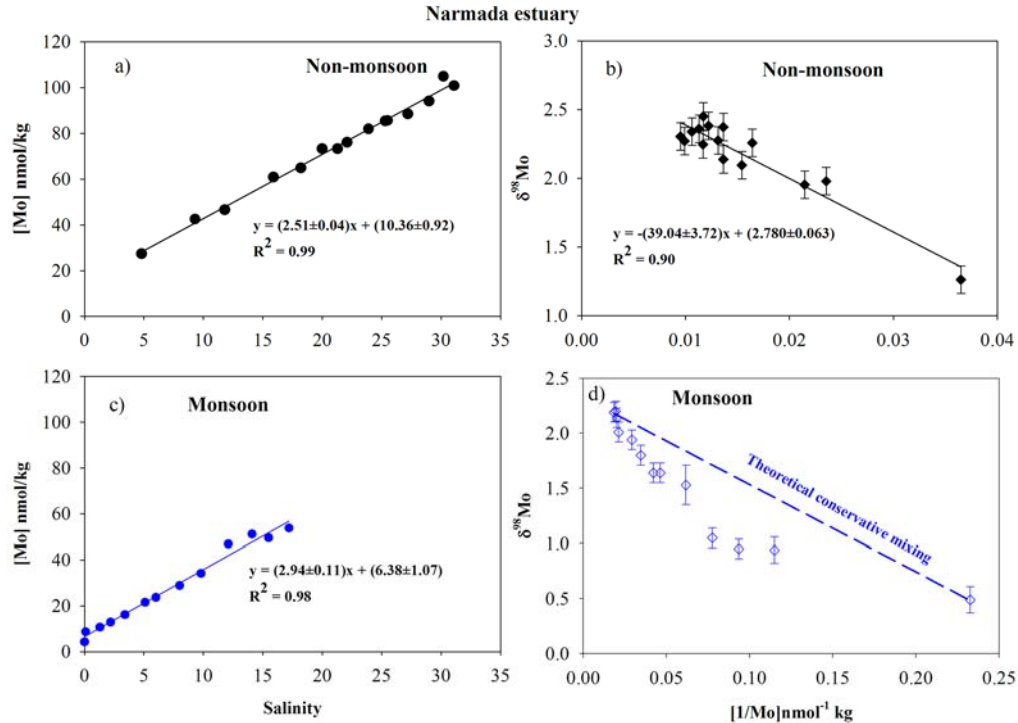 Narmada estuary
a)
Non-monsoon
[Mo] nmol/kg
120
100
80
60
40
20
0
y = (2.51±0.04)x + (10.36±0.92)
R2 = 0.99
0 5 10 15 20 25 30 35
b)
Non-monsoon
δ98Mo
3.0
2.5
2.0
1.5
1.0
y = -(39.04±3.72)x + (2.780±0.063)
R2 = 0.90
0.00 0.01 0.02 0.03 0.04
c)
Monsoon
[Mo] nmol/kg
120
100
80
60
40
20
0
y = (2.94±0.11)x + (6.38±1.07)
R2 = 0.98
0 5 10 15 20 25 30 35
Salinity
d)
Monsoon
δ98Mo
2.5
2.0
1.5
1.0
0.5
0.0
Theoretical conservative mixing
0.00 0.05 0.10 0.15 0.20 0.25
[1/Mo]nmol-1 kg